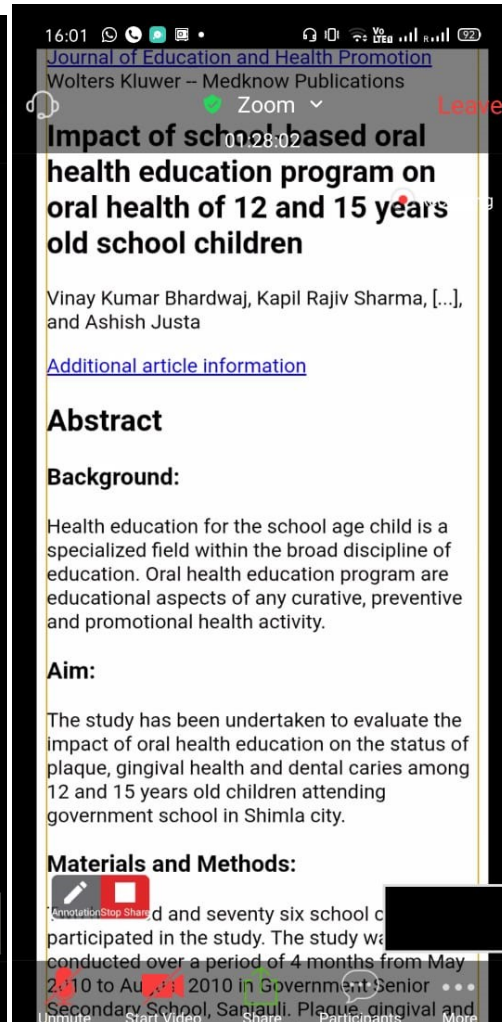 16:01
92
Journal of Education and Health Promotion
Wolters Kluwer -- Medknow Publications
Zoom
Leave
01:28:02
Impact of school-based oral
health education program on
oral health of 12 and 15 years
old school children
Vinay Kumar Bhardwaj, Kapil Rajiv Sharma, [...],
and Ashish Justa
Additional article information
Abstract
Background:
Health education for the school age child is a
specialized field within the broad discipline of
education. Oral health education program are
educational aspects of any curative, preventive
and promotional health activity.
Aim:
The study has been undertaken to evaluate the
impact of oral health education on the status of
plaque, gingival health and dental caries among
12 and 15 years old children attending
government school in Shimla city.
Materials and Methods:
Annotation Stop Share
and seventy six school
participated in the study. The study
conducted over a period of 4 months from May
2010 to 2010 in Government Senior
Secondary School, Sanjauli. Plaque, gingival and
Unmute Start Video Share Participants More